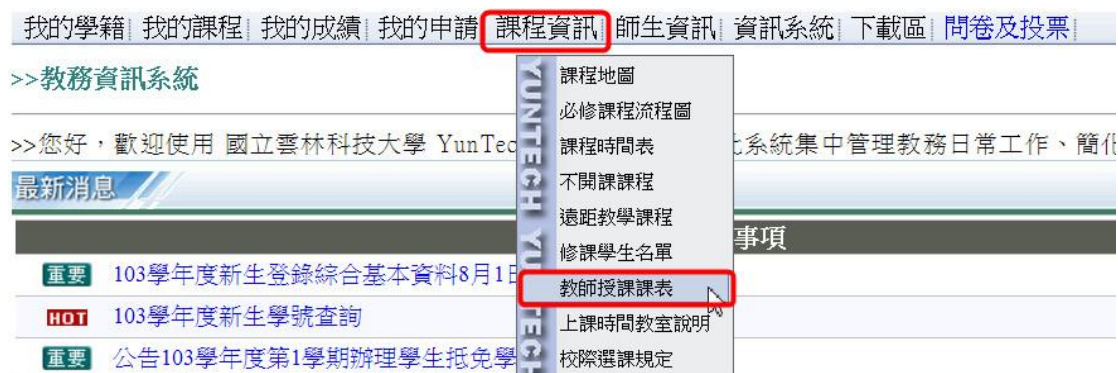 我的學籍 我的課程 我的成績 我的申請 課程資訊 師生資訊 資訊系統 下載區 問卷及投票
>>教務資訊系統
>>您好，歡迎使用 國立雲林科技大學 YunTec
系統集中管理教務日常工作、簡化
最新消息
事項
重要 103學年度新生登錄綜合基本資料8月1日
HOT 103學年度新生學號查詢
重要 公告103學年度第1學期辦理學生抵免學
YUNTECH YUNTECH
課程地圖
必修課程流程圖
課程時間表
不開課課程
遠距教學課程
修課學生名單
教師授課課表
上課時間教室說明
校際選課規定